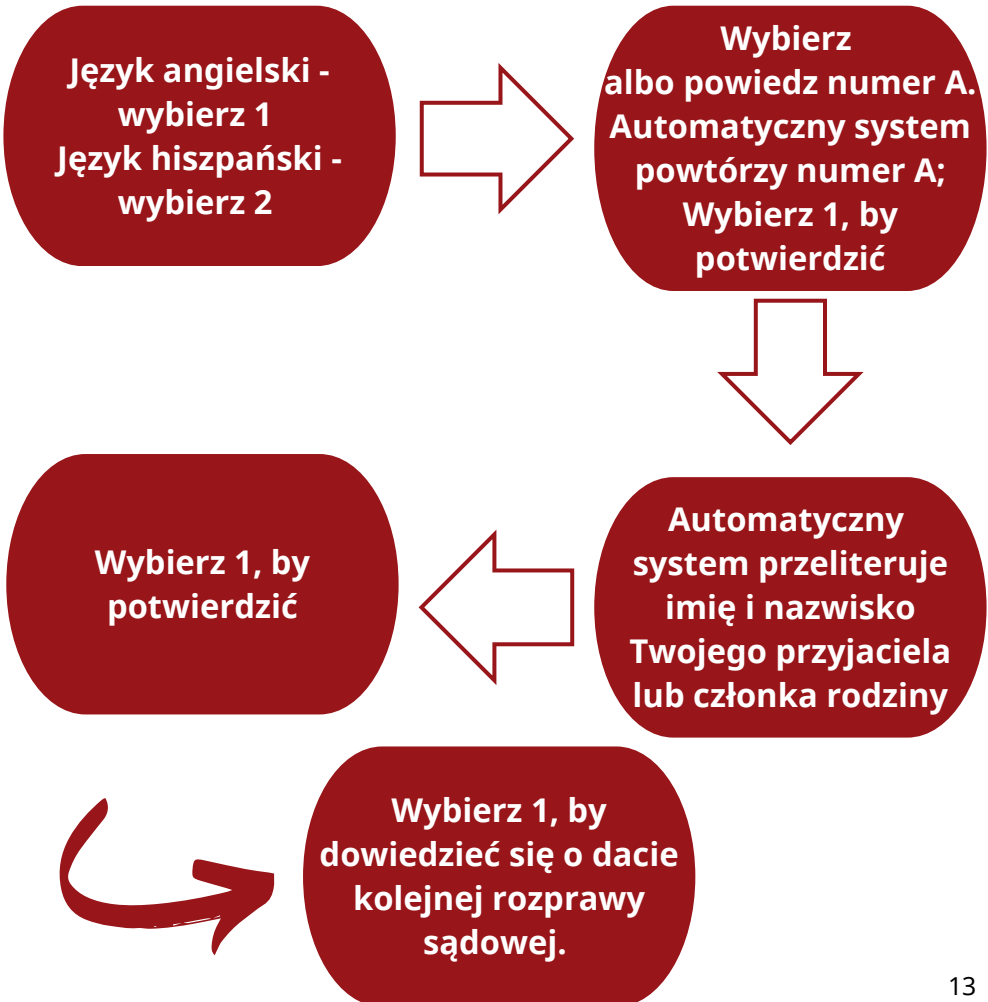 Język angielski -
wybierz 1
Język hiszpański -
wybierz 2
Wybierz
albo powiedz numer A.
Automatyczny system
powtórzy numer A;
Wybierz 1, by
potwierdzić
Automatyczny
system przeliteruje
imię i nazwisko
Twojego przyjaciela
lub członka rodziny
Wybierz 1, by
potwierdzić
Wybierz 1, by
dowiedzieć się o dacie
kolejnej rozprawy
sądowej.
13